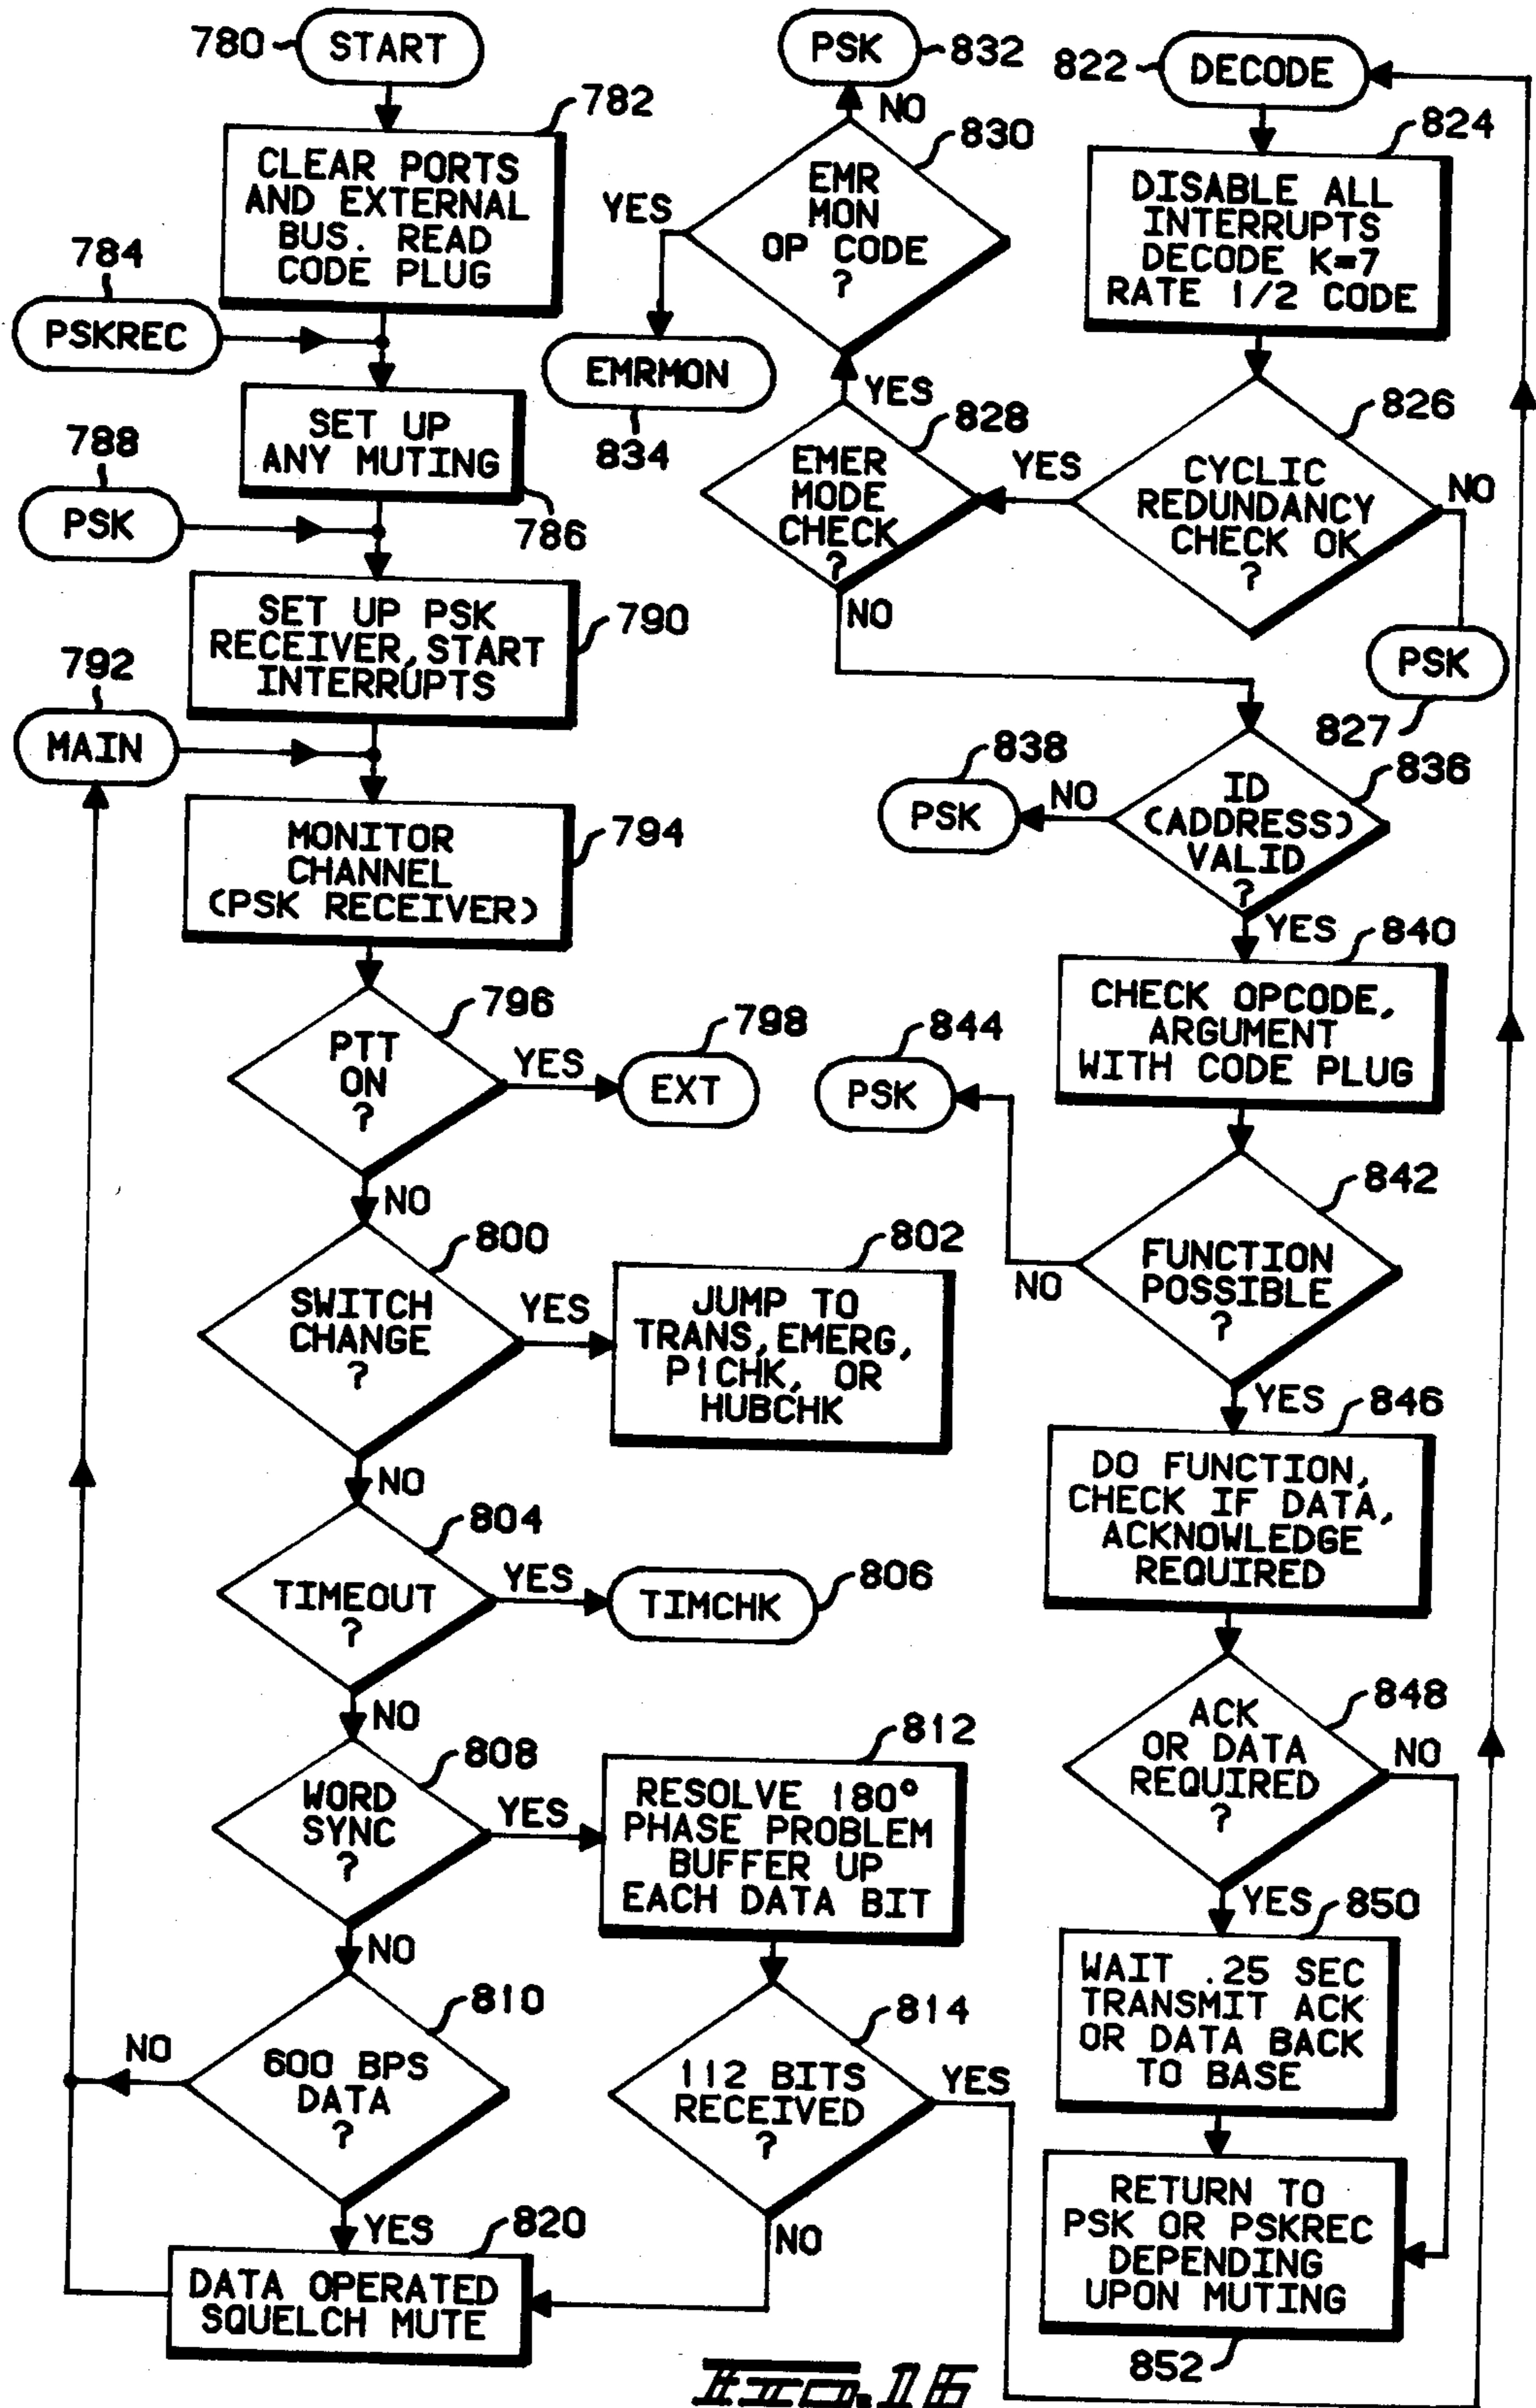 780
START
782
CLEAR PORTS
AND EXTERNAL
BUS. READ
CODE PLUG
784
PSKREC
SET UP
ANY MUTING
786
788
PSK
SET UP PSK
RECEIVER, START
INTERRUPTS
790
792
MAIN
MONITOR
CHANNEL
(PSK RECEIVER)
794
PTT
ON
?
796
YES
798
EXT
NO
SWITCH
CHANGE
?
800
YES
802
JUMP TO
TRANS, EMERG,
P1CHK, OR
HUBCHK
NO
TIMEOUT
?
804
YES
TIMCHK
806
NO
WORD
SYNC
?
808
YES
812
RESOLVE 180°
PHASE PROBLEM
BUFFER UP
EACH DATA BIT
NO
600 BPS
DATA
?
810
NO
YES
814
112 BITS
RECEIVED
?
YES
NO
820
DATA OPERATED
SQUELCH MUTE
PSK
832
NO
830
EMR
MON
OP CODE
?
YES
EMRMON
834
YES
828
EMER
MODE
CHECK
?
NO
822
DECODE
824
DISABLE ALL
INTERRUPTS
DECODE K=7
RATE 1/2 CODE
826
CYCLIC
REDUNDANCY
CHECK OK
?
YES
NO
PSK
827
836
ID
(ADDRESS)
VALID
?
NO
838
PSK
YES
840
CHECK OPCODE,
ARGUMENT
WITH CODE PLUG
844
PSK
842
FUNCTION
POSSIBLE
?
NO
YES
846
DO FUNCTION,
CHECK IF DATA,
ACKNOWLEDGE
REQUIRED
848
ACK
OR DATA
REQUIRED
?
NO
YES
850
WAIT .25 SEC
TRANSMIT ACK
OR DATA BACK
TO BASE
RETURN TO
PSK OR PSKREC
DEPENDING
UPON MUTING
852
FIG. 16